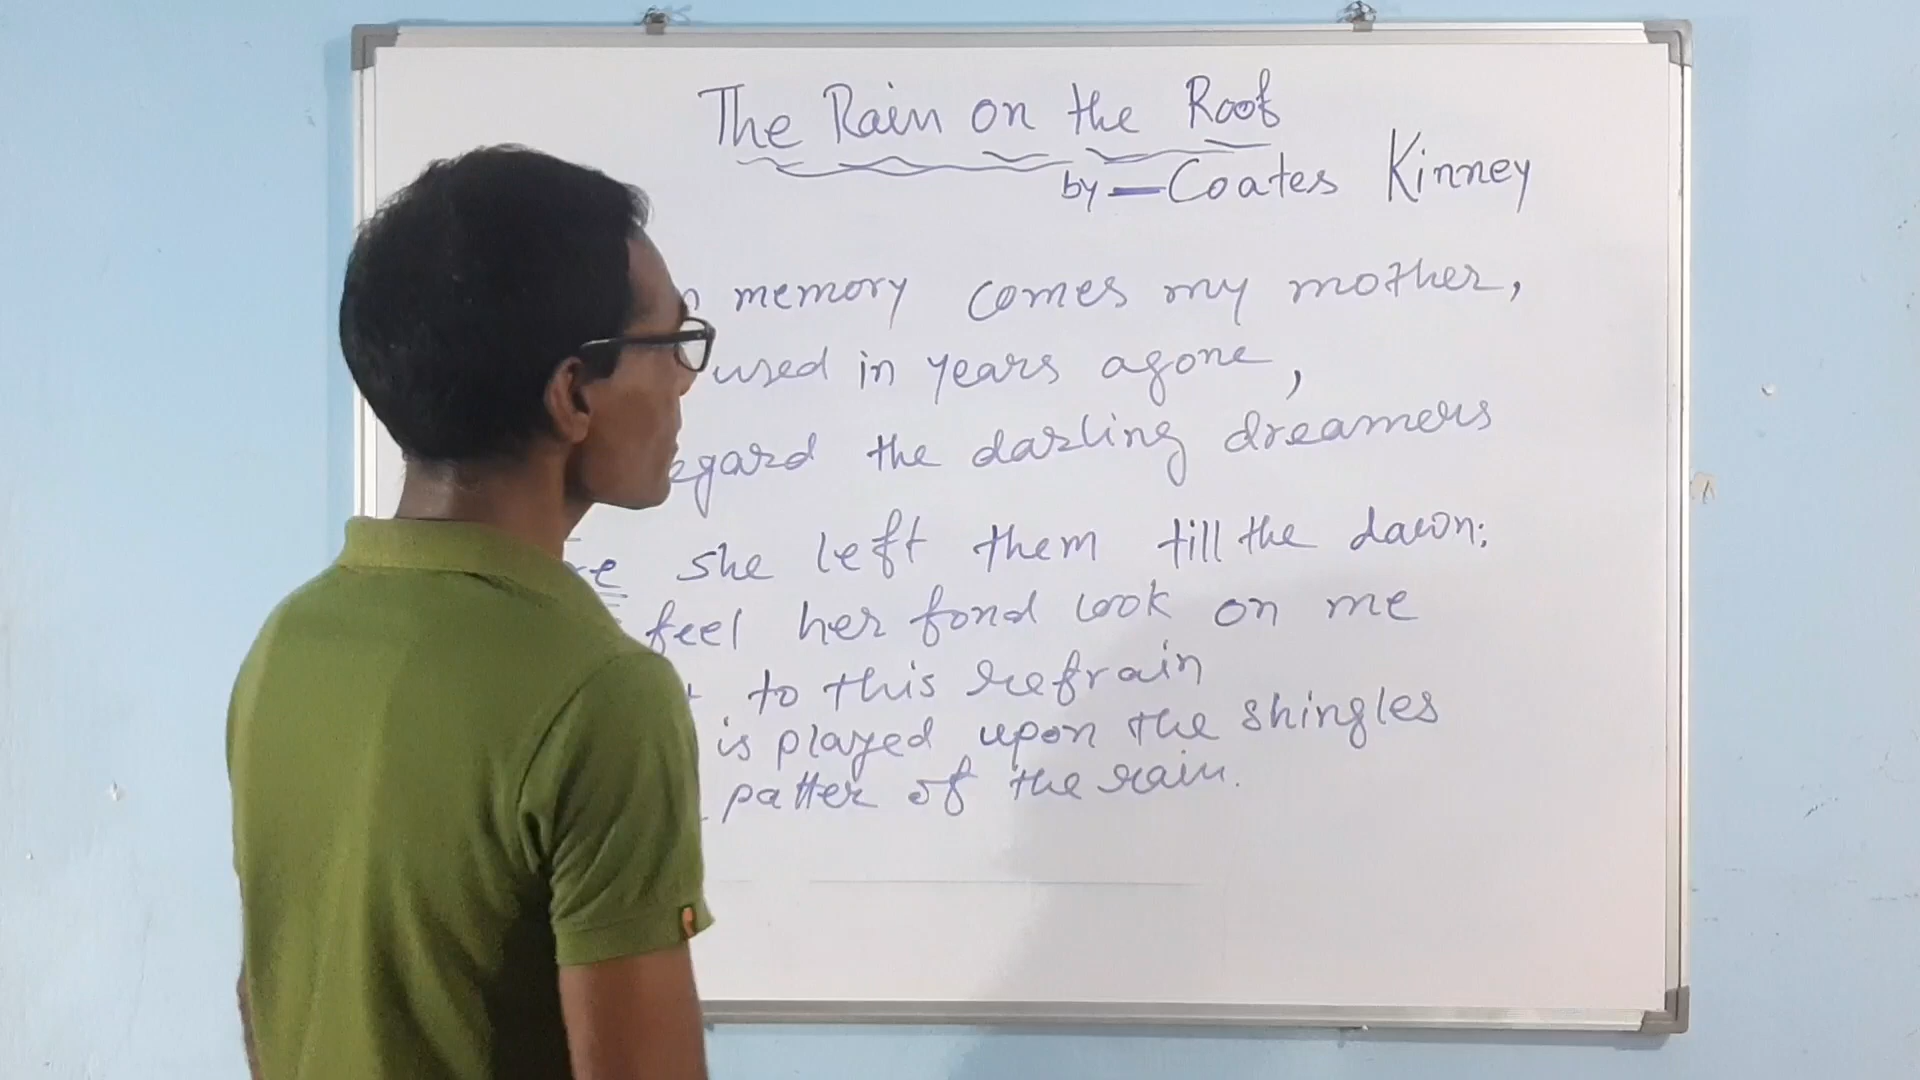 The Rain on the Roof
by - Coates Kinney
memory comes my mother,
used in years agone,
the darling dreamers
she left them till the dawn:
feel her fond look on me
to this refrain
is played upon the shingles
patter of the rain.